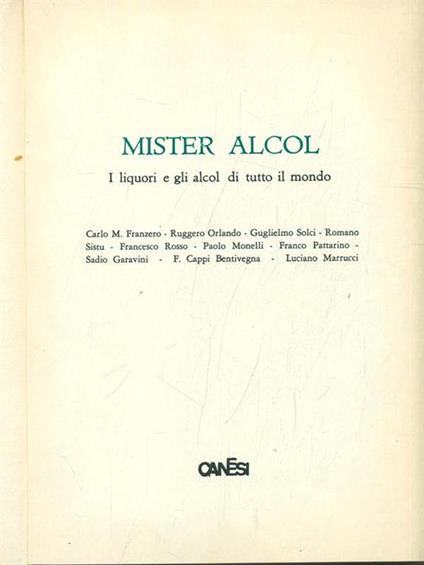 MISTER ALCOL
I liquori e gli alcol di tutto il mondo
Carlo M. Franzero - Ruggero Orlando - Guglielmo Solci - Romano
Sistu - Francesco Rosso - Paolo Monelli - Franco Pattarino -
Sadio Garavini - F. Cappi Bentivegna - Luciano Marrucci
CANESI